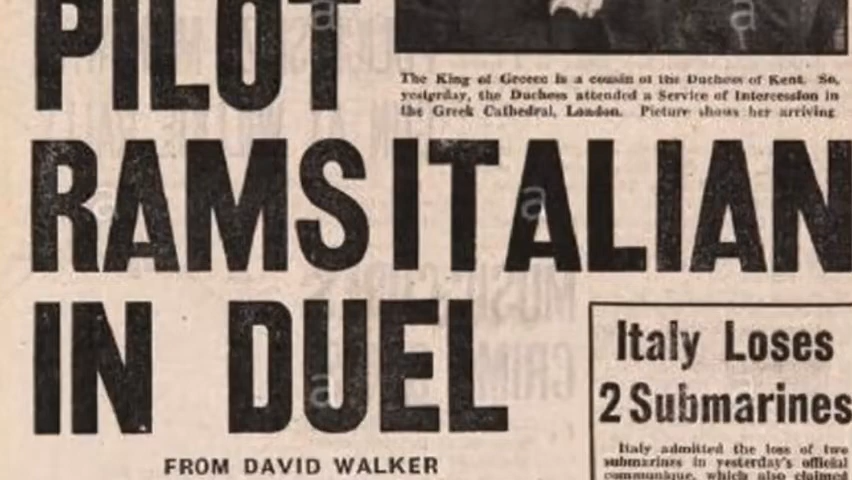 PILOT
The King of Greece is a cousin of the Duchess of Kent. So,
yesterday, the Duchess attended a Service of Intercession in
the Greek Cathedral, London. Picture shows her arriving
RAMS ITALIAN
IN DUEL
FROM DAVID WALKER
Italy Loses
2 Submarines
Italy admitted the loss of two
submarines in yesterday's official
communique, which also claimed